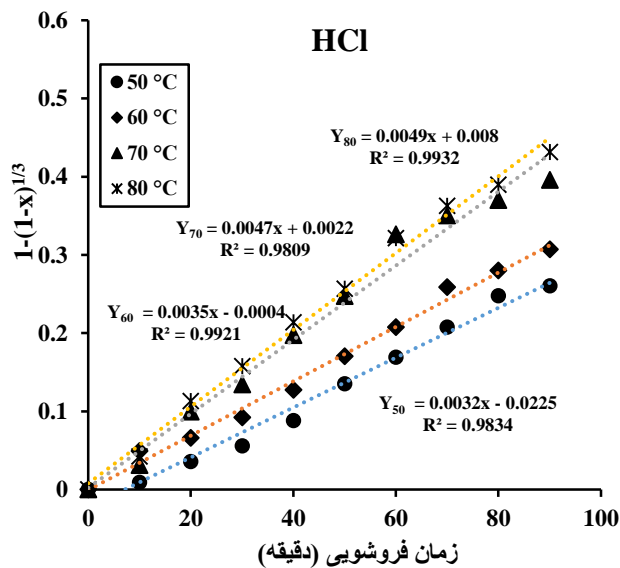 HCl
0.6
0.5
0.4
0.3
0.2
0.1
0
1-(1-x)^1/3
50 °C
60 °C
70 °C
80 °C
Y80 = 0.0049x + 0.008
R² = 0.9932
Y70 = 0.0047x + 0.0022
R² = 0.9809
Y60 = 0.0035x - 0.0004
R² = 0.9921
Y50 = 0.0032x - 0.0225
R² = 0.9834
0 20 40 60 80 100
زمان فروشویی (دقیقه)